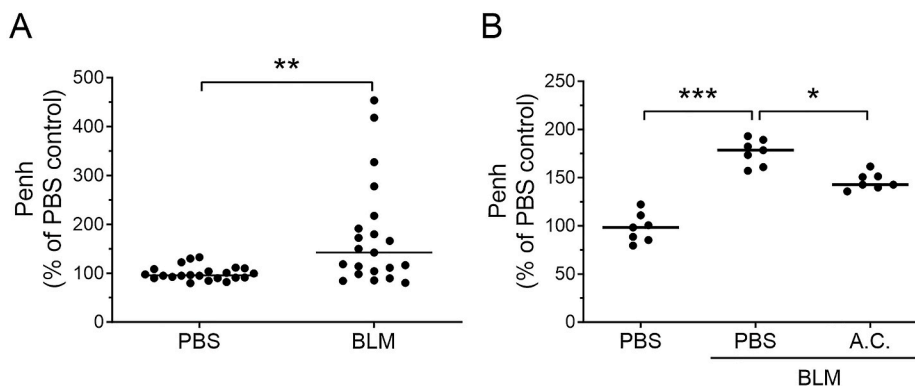 A
**
Penh
(% of PBS control)
500
400
300
200
100
0
PBS BLM
B
*** *
Penh
(% of PBS control)
250
200
150
100
50
0
PBS PBS A.C.
BLM